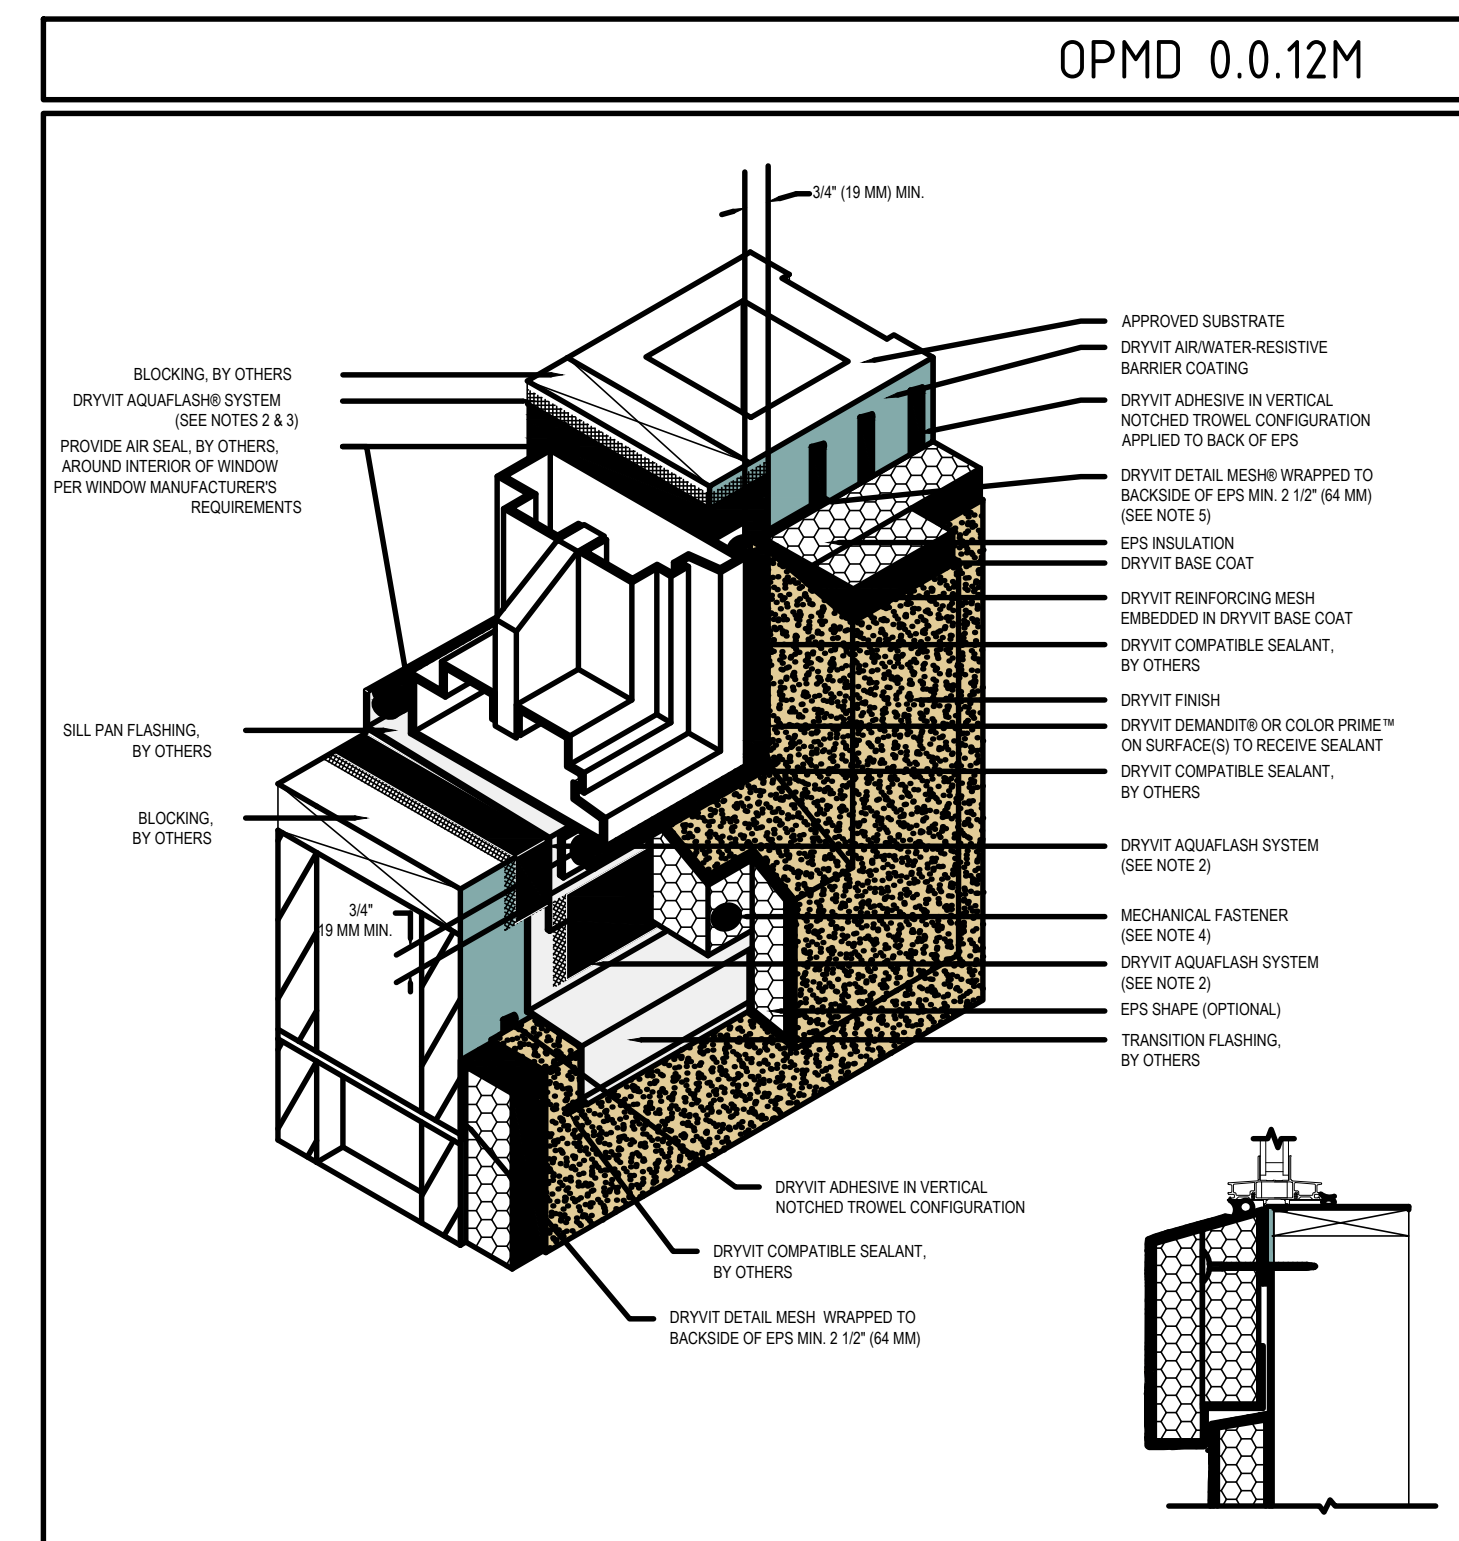 OPMD 0.0.12M
3/4" (19 MM) MIN.
BLOCKING, BY OTHERS
DRYVIT AQUAFLASH® SYSTEM
(SEE NOTES 2 & 3)
PROVIDE AIR SEAL, BY OTHERS,
AROUND INTERIOR OF WINDOW
PER WINDOW MANUFACTURER'S
REQUIREMENTS
SILL PAN FLASHING,
BY OTHERS
BLOCKING,
BY OTHERS
3/4"
19 MM MIN.
APPROVED SUBSTRATE
DRYVIT AIR/WATER-RESISTIVE
BARRIER COATING
DRYVIT ADHESIVE IN VERTICAL
NOTCHED TROWEL CONFIGURATION
APPLIED TO BACK OF EPS
DRYVIT DETAIL MESH® WRAPPED TO
BACKSIDE OF EPS MIN. 2 1/2" (64 MM)
(SEE NOTE 5)
EPS INSULATION
DRYVIT BASE COAT
DRYVIT REINFORCING MESH
EMBEDDED IN DRYVIT BASE COAT
DRYVIT COMPATIBLE SEALANT,
BY OTHERS
DRYVIT FINISH
DRYVIT DEMANDIT® OR COLOR PRIME™
ON SURFACE(S) TO RECEIVE SEALANT
DRYVIT COMPATIBLE SEALANT,
BY OTHERS
DRYVIT AQUAFLASH SYSTEM
(SEE NOTE 2)
MECHANICAL FASTENER
(SEE NOTE 4)
DRYVIT AQUAFLASH SYSTEM
(SEE NOTE 2)
EPS SHAPE (OPTIONAL)
TRANSITION FLASHING,
BY OTHERS
DRYVIT ADHESIVE IN VERTICAL
NOTCHED TROWEL CONFIGURATION
DRYVIT COMPATIBLE SEALANT,
BY OTHERS
DRYVIT DETAIL MESH WRAPPED TO
BACKSIDE OF EPS MIN. 2 1/2" (64 MM)